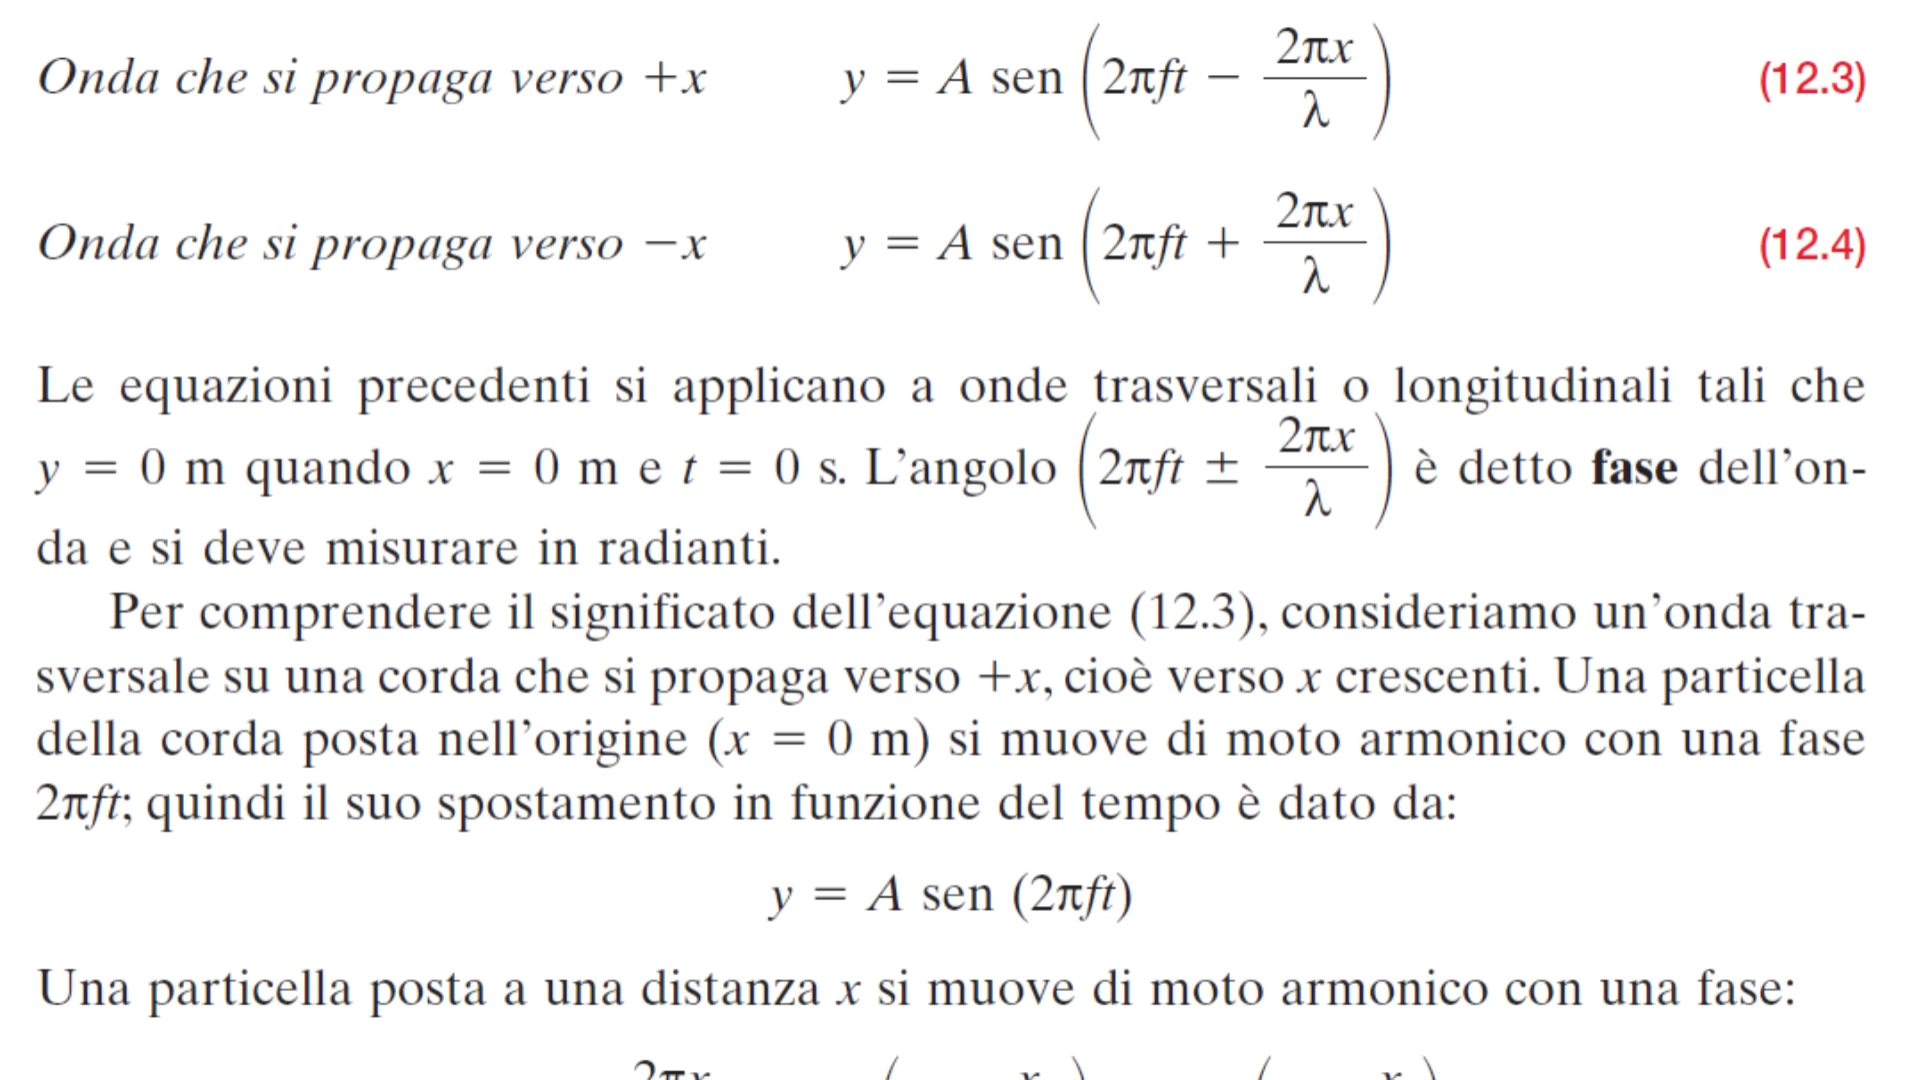 Onda che si propaga verso +x y = A sen (2πft − 2πx/λ) (12.3)
Onda che si propaga verso −x y = A sen (2πft + 2πx/λ) (12.4)
Le equazioni precedenti si applicano a onde trasversali o longitudinali tali che
y = 0 m quando x = 0 m e t = 0 s. L'angolo (2πft ± 2πx/λ) è detto fase dell'on-
da e si deve misurare in radianti.
Per comprendere il significato dell'equazione (12.3), consideriamo un'onda tra-
sversale su una corda che si propaga verso +x, cioè verso x crescenti. Una particella
della corda posta nell'origine (x = 0 m) si muove di moto armonico con una fase
2πft; quindi il suo spostamento in funzione del tempo è dato da:
y = A sen (2πft)
Una particella posta a una distanza x si muove di moto armonico con una fase: